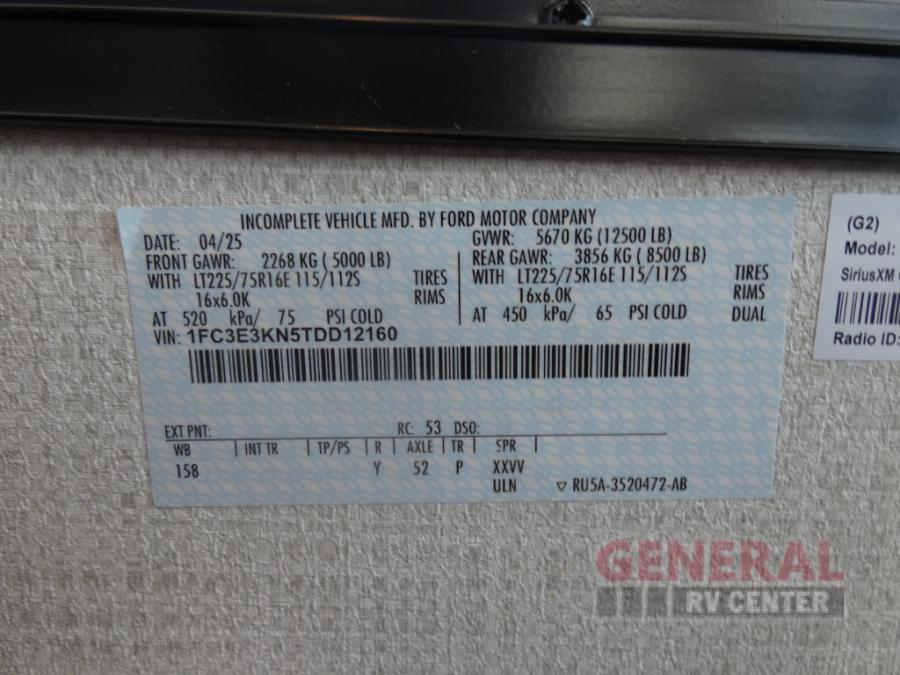 INCOMPLETE VEHICLE MFD. BY FORD MOTOR COMPANY
DATE: 04/25 GVWR: 5670 KG (12500 LB)
FRONT GAWR: 2268 KG ( 5000 LB) REAR GAWR: 3856 KG ( 8500 LB)
WITH LT225/75R16E 115/112S TIRES WITH LT225/75R16E 115/112S TIRES
16x6.0K RIMS 16x6.0K RIMS
AT 520 kPa/ 75 PSI COLD AT 450 kPa/ 65 PSI COLD DUAL
VIN: 1FC3E3KN5TDD12160
EXT PNT: RC: 53 DSO:
WB | INT TR | TP/PS | R | AXLE | TR | SPR |
158 Y 52 P XXVV
ULN ▽ RU5A-3520472-AB
(G2)
Model:
SiriusXM
Radio ID:
GENERAL
RV CENTER